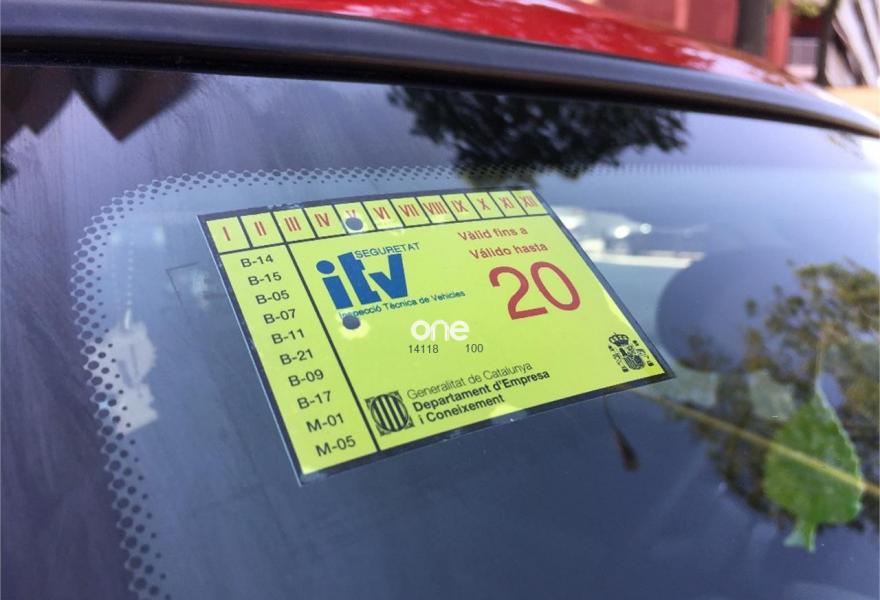 I II III IV V VI VII VIII IX X XI XII
B-14
B-15
B-05
B-07
B-11
B-21
B-09
B-17
M-01
M-05
SEGURETAT
itv
Inspecció Tècnica de Vehicles
Vàlid fins a
Válido hasta
20
one
14118 100
Generalitat de Catalunya
Departament d'Empresa
i Coneixement